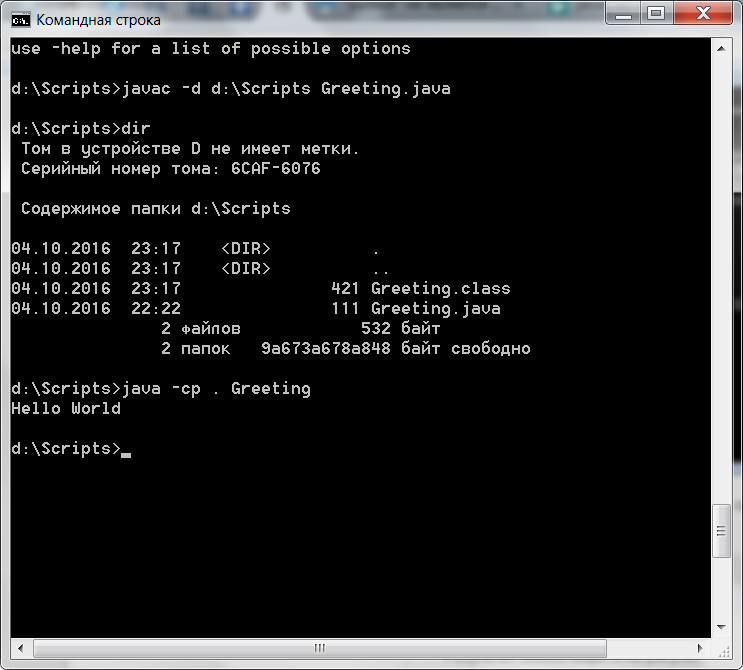 Командная строка
use -help for a list of possible options
d:\Scripts>javac -d d:\Scripts Greeting.java
d:\Scripts>dir
Том в устройстве D не имеет метки.
Серийный номер тома: 6CAF-6076
Содержимое папки d:\Scripts
04.10.2016  23:17    <DIR>          .
04.10.2016  23:17    <DIR>          ..
04.10.2016  23:17               421 Greeting.class
04.10.2016  22:22               111 Greeting.java
2 файлов            532 байт
2 папок   9а673а678а848 байт свободно
d:\Scripts>java -cp . Greeting
Hello World
d:\Scripts>_